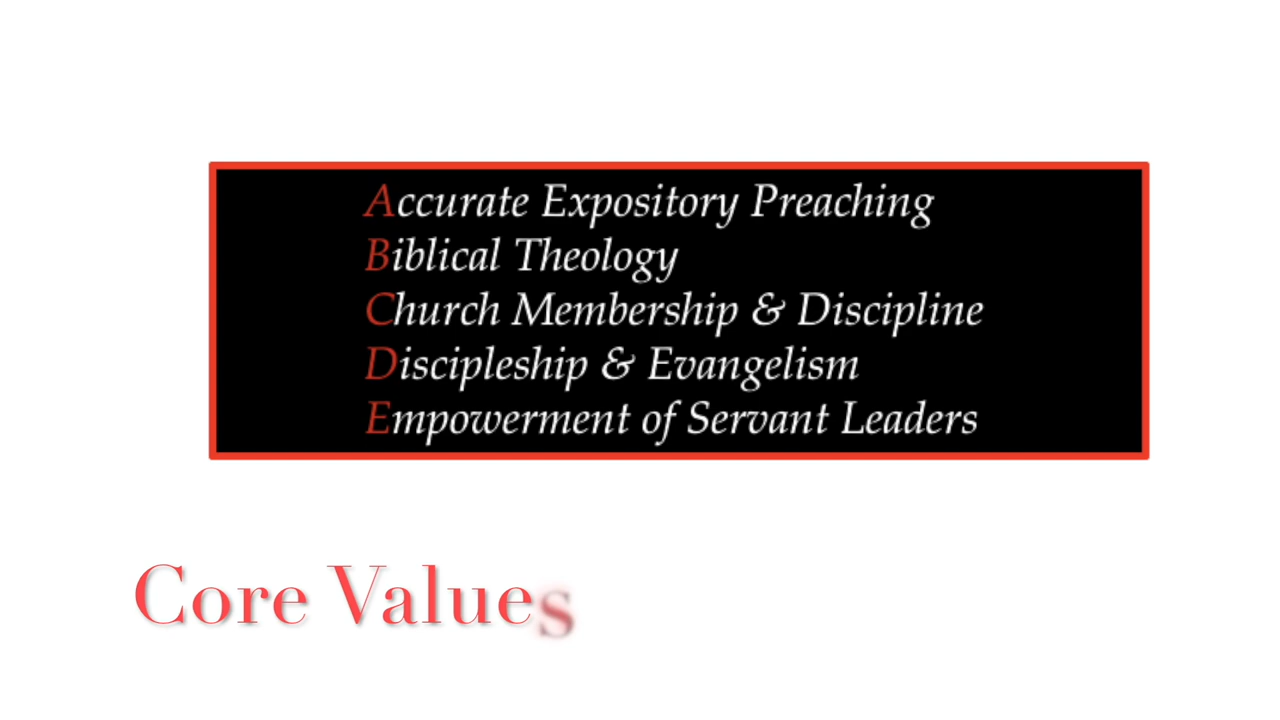 Accurate Expository Preaching
Biblical Theology
Church Membership & Discipline
Discipleship & Evangelism
Empowerment of Servant Leaders
Core Values